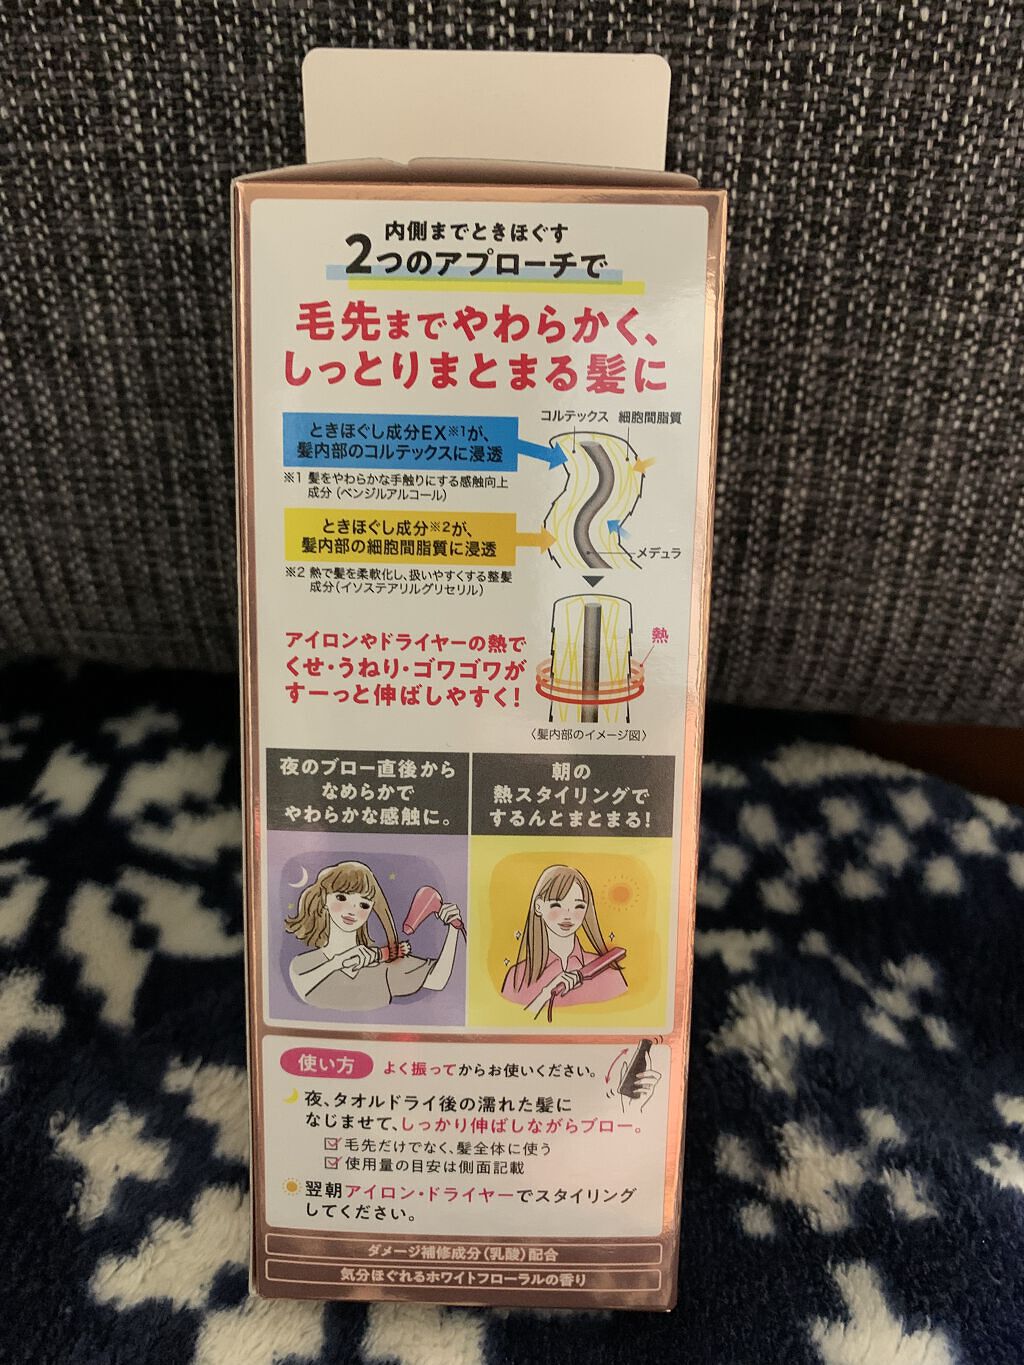 内側までときほぐす
2つのアプローチで
毛先までやわらかく、
しっとりまとまる髪に
コルテックス 細胞間脂質
ときほぐし成分EX※1が、
髪内部のコルテックスに浸透
※1 髪をやわらかな手触りにする感触向上
成分(ベンジルアルコール)
ときほぐし成分※2が、
髪内部の細胞間脂質に浸透
メデュラ
※2 熱で髪を柔軟化し、扱いやすくする整髪
成分(イソステアリルグリセリル)
熱
アイロンやドライヤーの熱で
くせ・うねり・ゴワゴワが
すーっと伸ばしやすく!
〈髪内部のイメージ図〉
夜のブロー直後から
なめらかで
やわらかな感触に。
朝の
熱スタイリングで
するんとまとまる!
使い方 よく振ってからお使いください。
夜、タオルドライ後の濡れた髪に
なじませて、しっかり伸ばしながらブロー。
毛先だけでなく、髪全体に使う
使用量の目安は側面記載
翌朝アイロン・ドライヤーでスタイリング
してください。
ダメージ補修成分(乳酸)配合
気分ほぐれるホワイトフローラルの香り